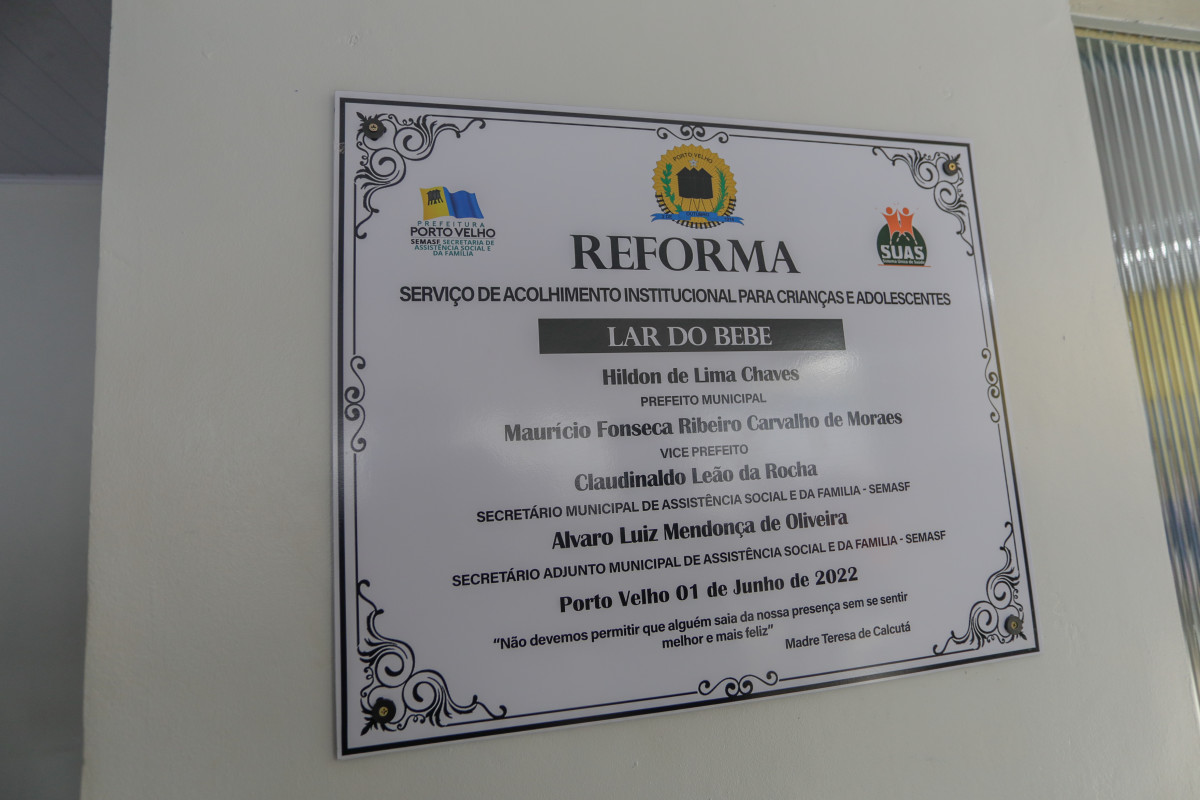 PORTO VELHO
PREFEITURA
PORTO VELHO
SEMASF SECRETARIA DE
ASSISTÊNCIA SOCIAL E
DA FAMÍLIA
SUAS
REFORMA
SERVIÇO DE ACOLHIMENTO INSTITUCIONAL PARA CRIANÇAS E ADOLESCENTES
LAR DO BEBE
Hildon de Lima Chaves
PREFEITO MUNICIPAL
Maurício Fonseca Ribeiro Carvalho de Moraes
VICE PREFEITO
Claudinaldo Leão da Rocha
SECRETÁRIO MUNICIPAL DE ASSISTÊNCIA SOCIAL E DA FAMILIA - SEMASF
Alvaro Luiz Mendonça de Oliveira
SECRETÁRIO ADJUNTO MUNICIPAL DE ASSISTÊNCIA SOCIAL E DA FAMILIA - SEMASF
Porto Velho 01 de Junho de 2022
“Não devemos permitir que alguém saia da nossa presença sem se sentir
melhor e mais feliz”
Madre Teresa de Calcutá